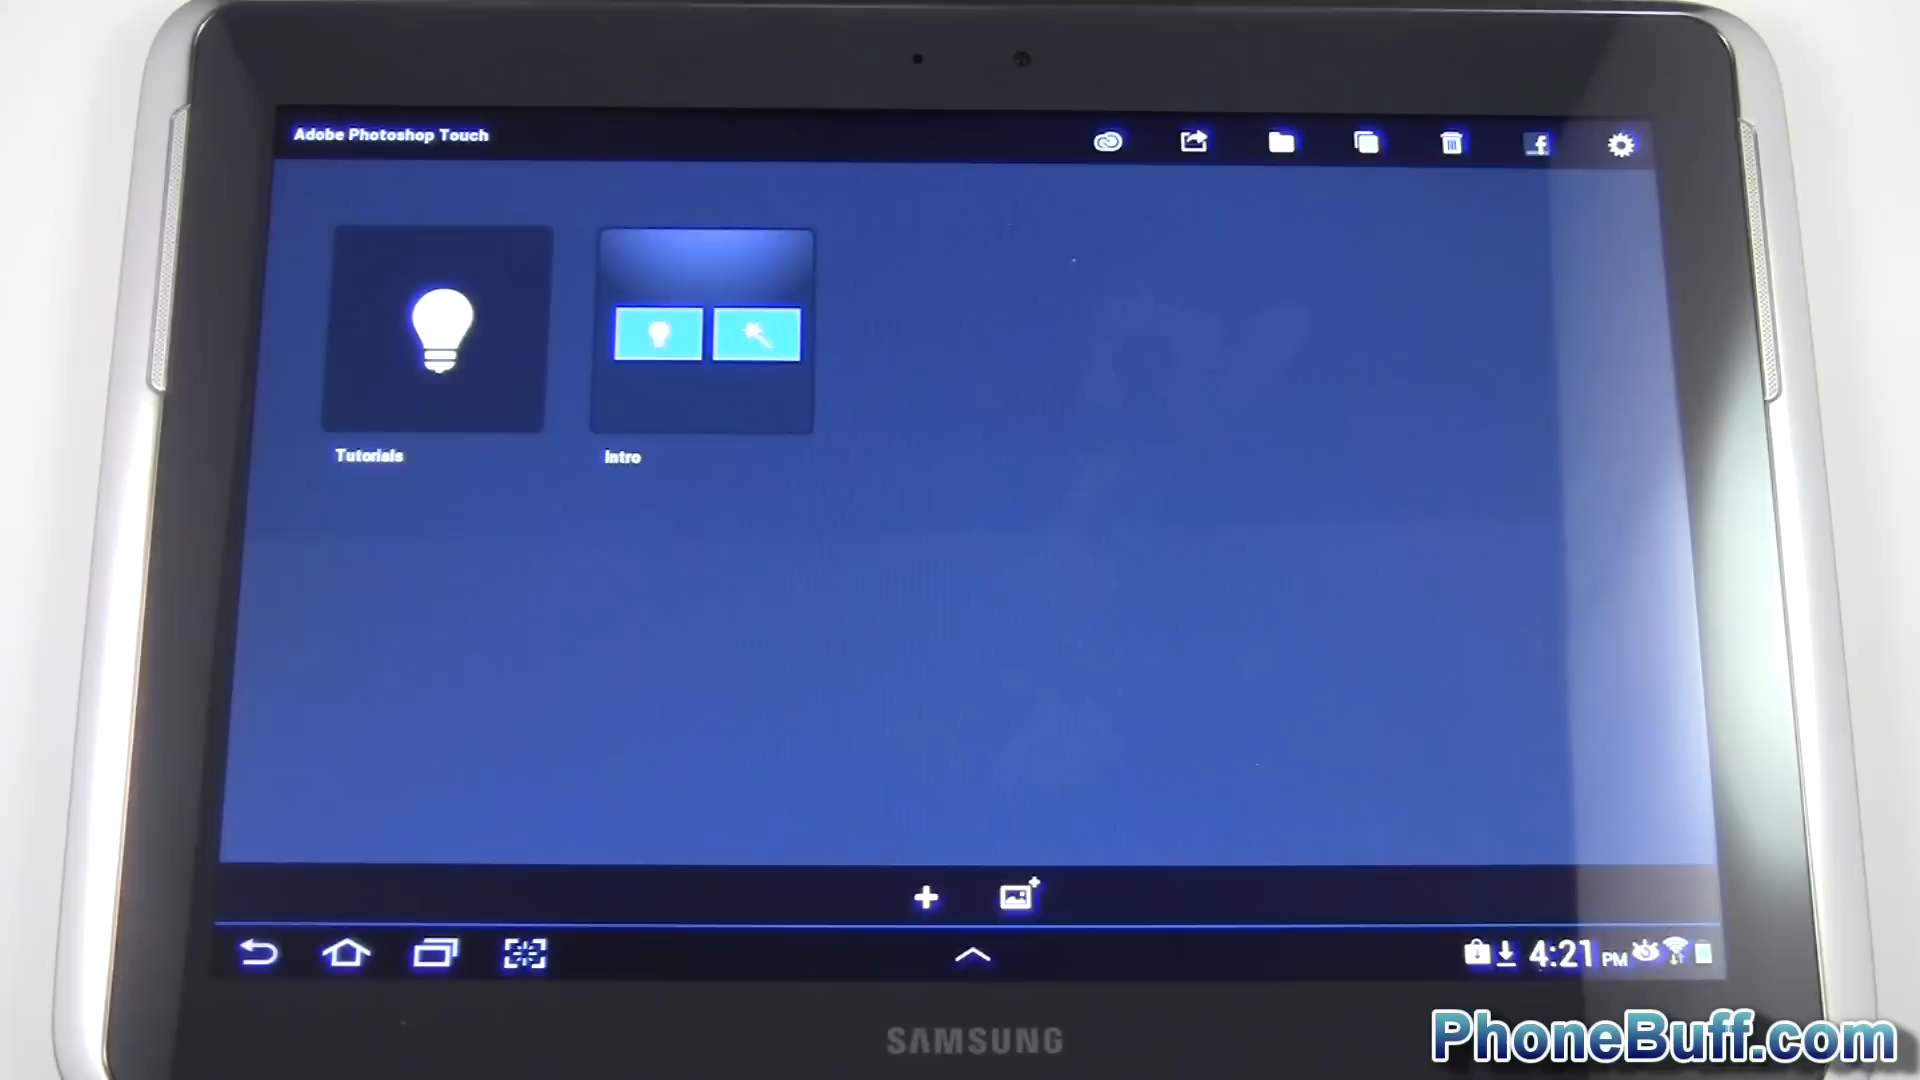 Adobe Photoshop Touch
Tutorials
Intro
4:21 PM
SAMSUNG
PhoneBuff.com